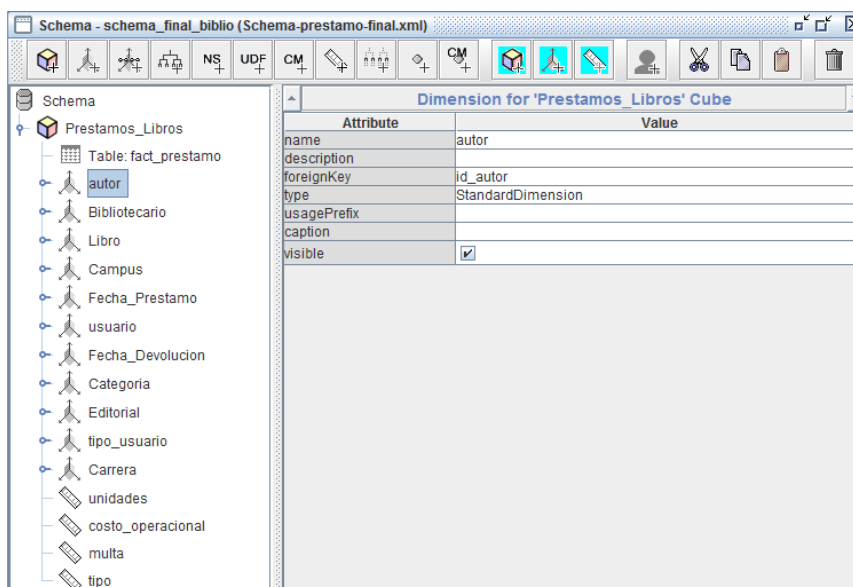 Schema - schema_final_biblio (Schema-prestamo-final.xml)
NS UDF CM CM
Schema
Prestamos_Libros
Table: fact_prestamo
autor
Bibliotecario
Libro
Campus
Fecha_Prestamo
usuario
Fecha_Devolucion
Categoria
Editorial
tipo_usuario
Carrera
unidades
costo_operacional
multa
tipo
Dimension for 'Prestamos_Libros' Cube
Attribute Value
name autor
description
foreignKey id_autor
type StandardDimension
usagePrefix
caption
visible